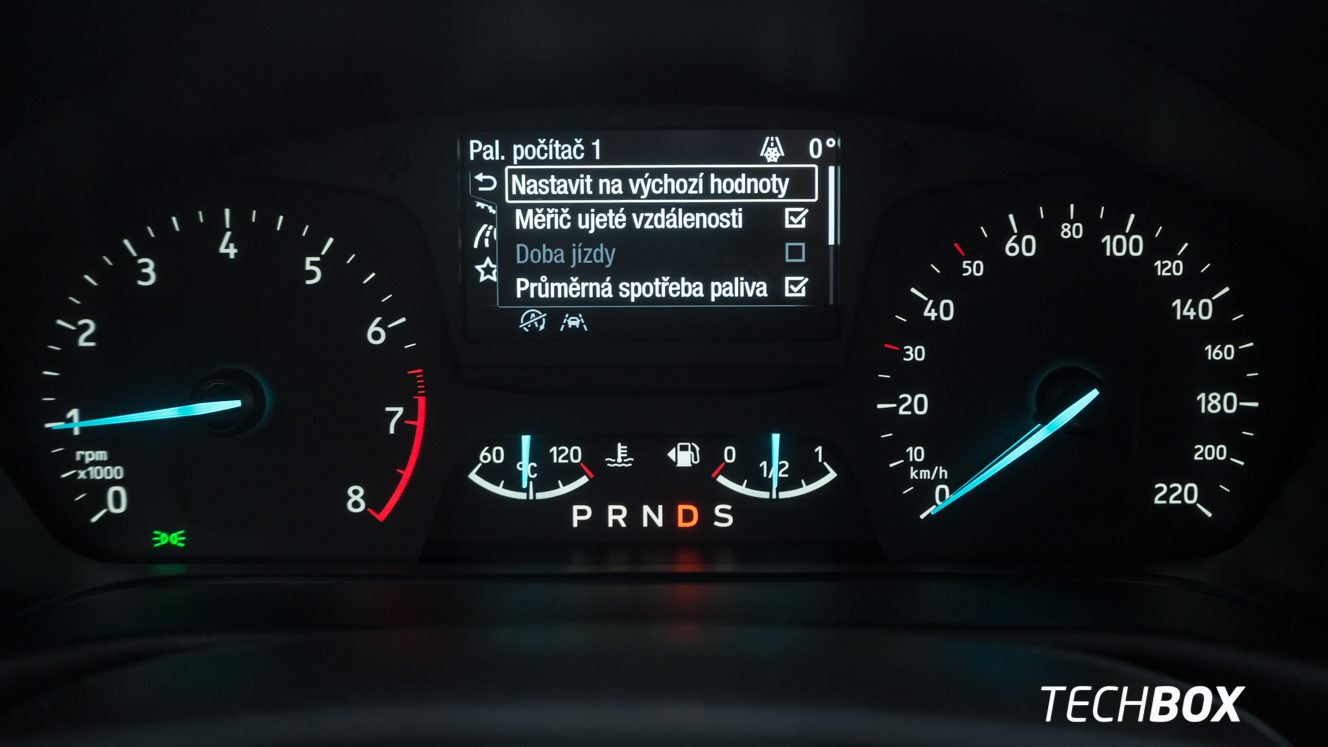 Pal. počítač 1 0°
Nastavit na výchozí hodnoty
Měřič ujeté vzdálenosti
Doba jízdy
Průměrná spotřeba paliva
0 1 2 3 4 5 6 7 8
rpm
x1000
60 °C 120
0 1/2 1
P R N D S
0 10 20 30 40 50 60 80 100 120 140 160 180 200 220
km/h
TECHBOX